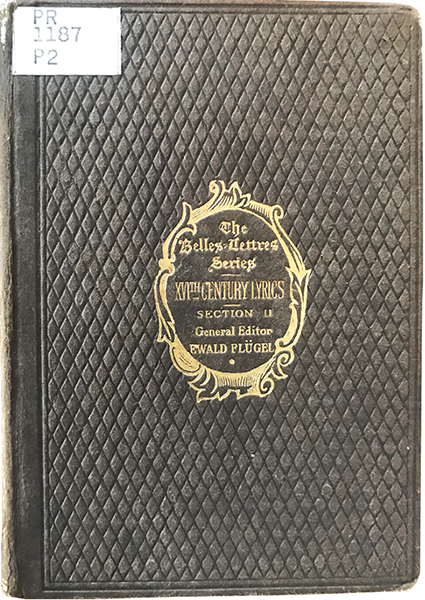 PR
1187
P2
The
Belles-Lettres
Series
XVITH CENTURY LYRICS
SECTION II
General Editor
EWALD FLÜGEL